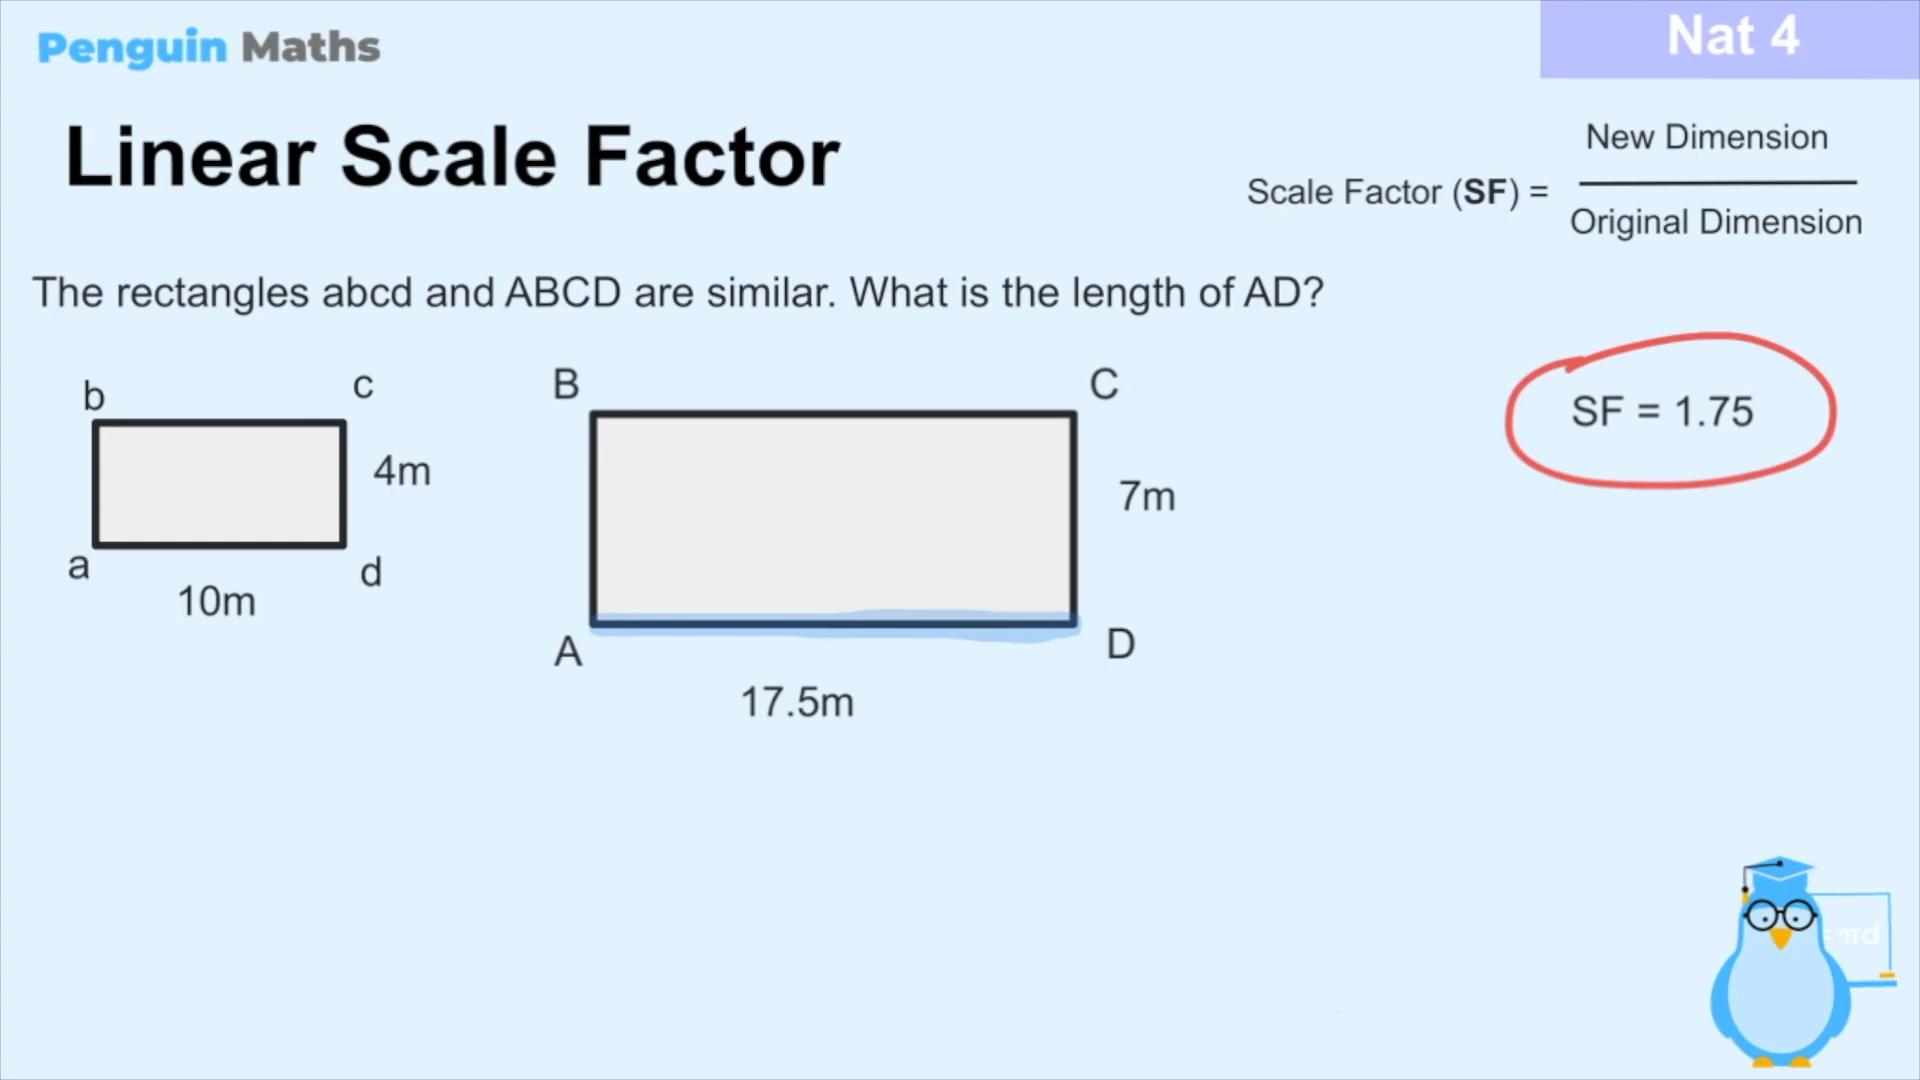 Penguin Maths
Nat 4
Linear Scale Factor
New Dimension
Scale Factor (SF) =
Original Dimension
The rectangles abcd and ABCD are similar. What is the length of AD?
b
c
B
C
SF = 1.75
4m
7m
a
d
10m
A
D
17.5m
= πd